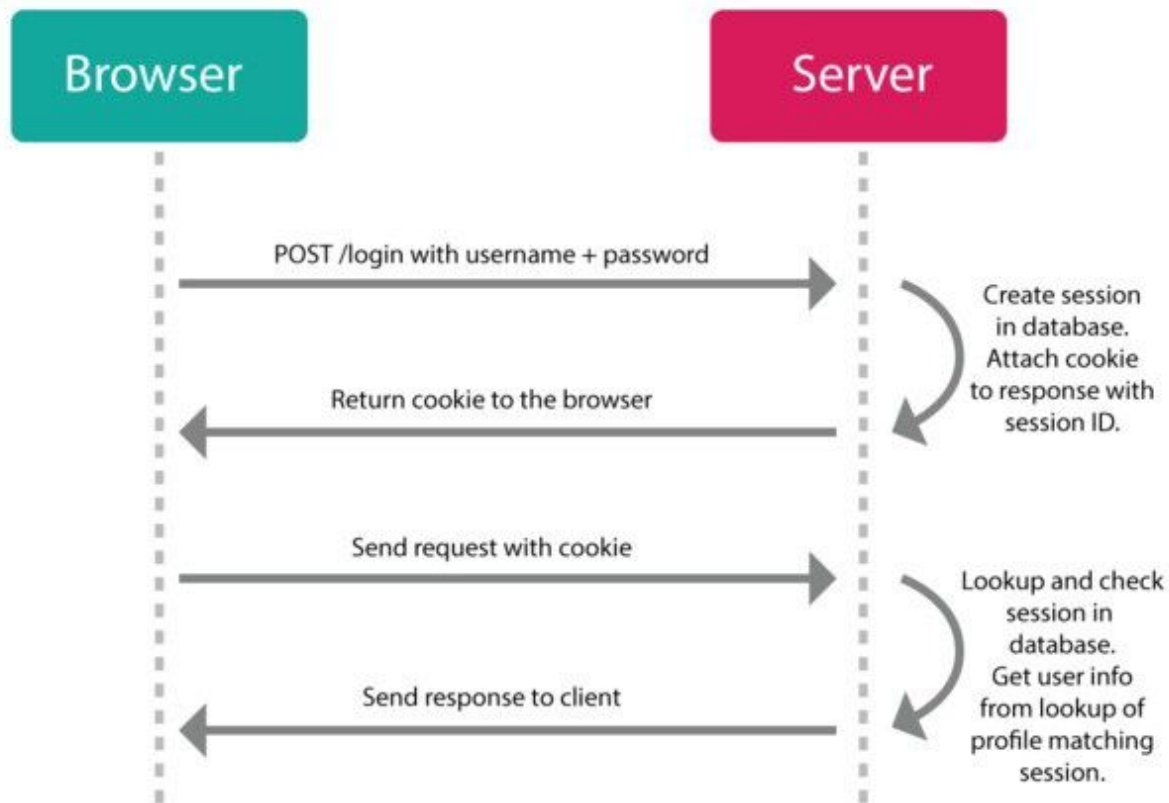 Browser
Server
POST /login with username + password
Create session
in database.
Attach cookie
to response with
session ID.
Return cookie to the browser
Send request with cookie
Lookup and check
session in
database.
Get user info
from lookup of
profile matching
session.
Send response to client